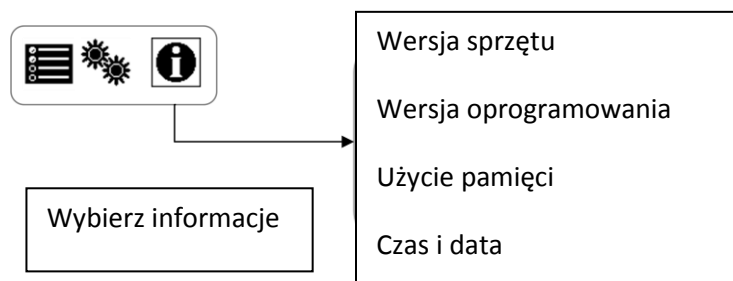 Wersja sprzętu
Wersja oprogramowania
Użycie pamięci
Wybierz informacje
Czas i data